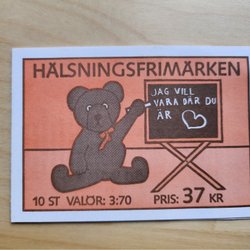 HÄLSNINGSFRIMÄRKEN
JAG VILL
VARA DÄR DU
ÄR
10 ST VALÖR: 3:70 PRIS: 37 KR